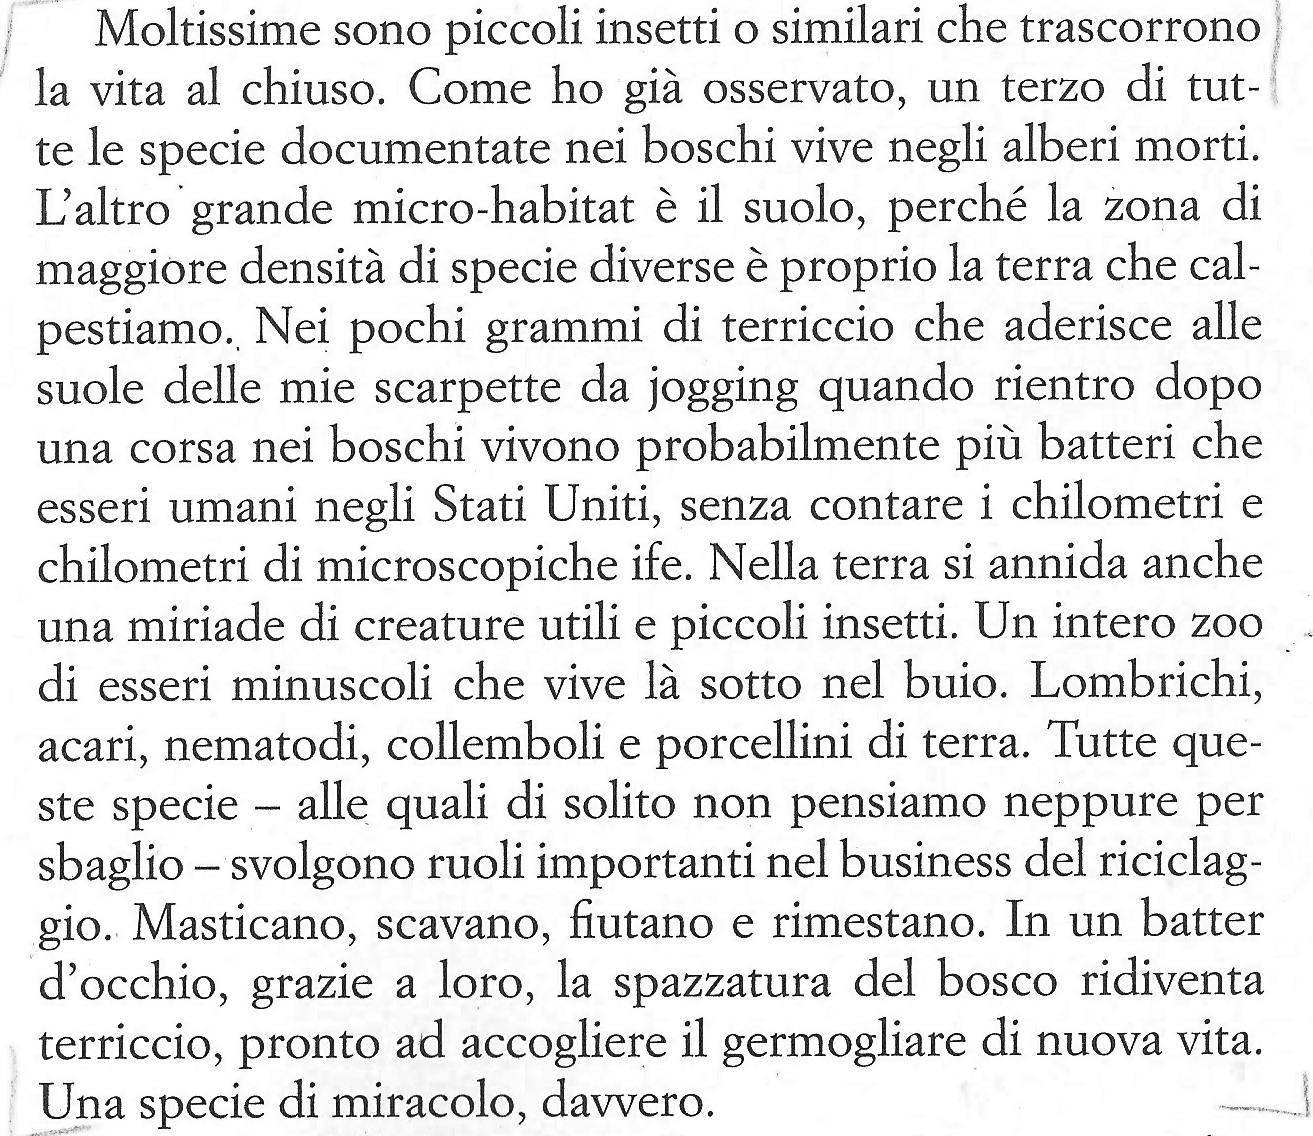 Moltissime sono piccoli insetti o similari che trascorrono
la vita al chiuso. Come ho già osservato, un terzo di tut-
te le specie documentate nei boschi vive negli alberi morti.
L'altro grande micro-habitat è il suolo, perché la zona di
maggiore densità di specie diverse è proprio la terra che cal-
pestiamo. Nei pochi grammi di terriccio che aderisce alle
suole delle mie scarpette da jogging quando rientro dopo
una corsa nei boschi vivono probabilmente più batteri che
esseri umani negli Stati Uniti, senza contare i chilometri e
chilometri di microscopiche ife. Nella terra si annida anche
una miriade di creature utili e piccoli insetti. Un intero zoo
di esseri minuscoli che vive là sotto nel buio. Lombrichi,
acari, nematodi, collemboli e porcellini di terra. Tutte que-
ste specie – alle quali di solito non pensiamo neppure per
sbaglio – svolgono ruoli importanti nel business del riciclag-
gio. Masticano, scavano, fiutano e rimestano. In un batter
d'occhio, grazie a loro, la spazzatura del bosco ridiventa
terriccio, pronto ad accogliere il germogliare di nuova vita.
Una specie di miracolo, davvero.